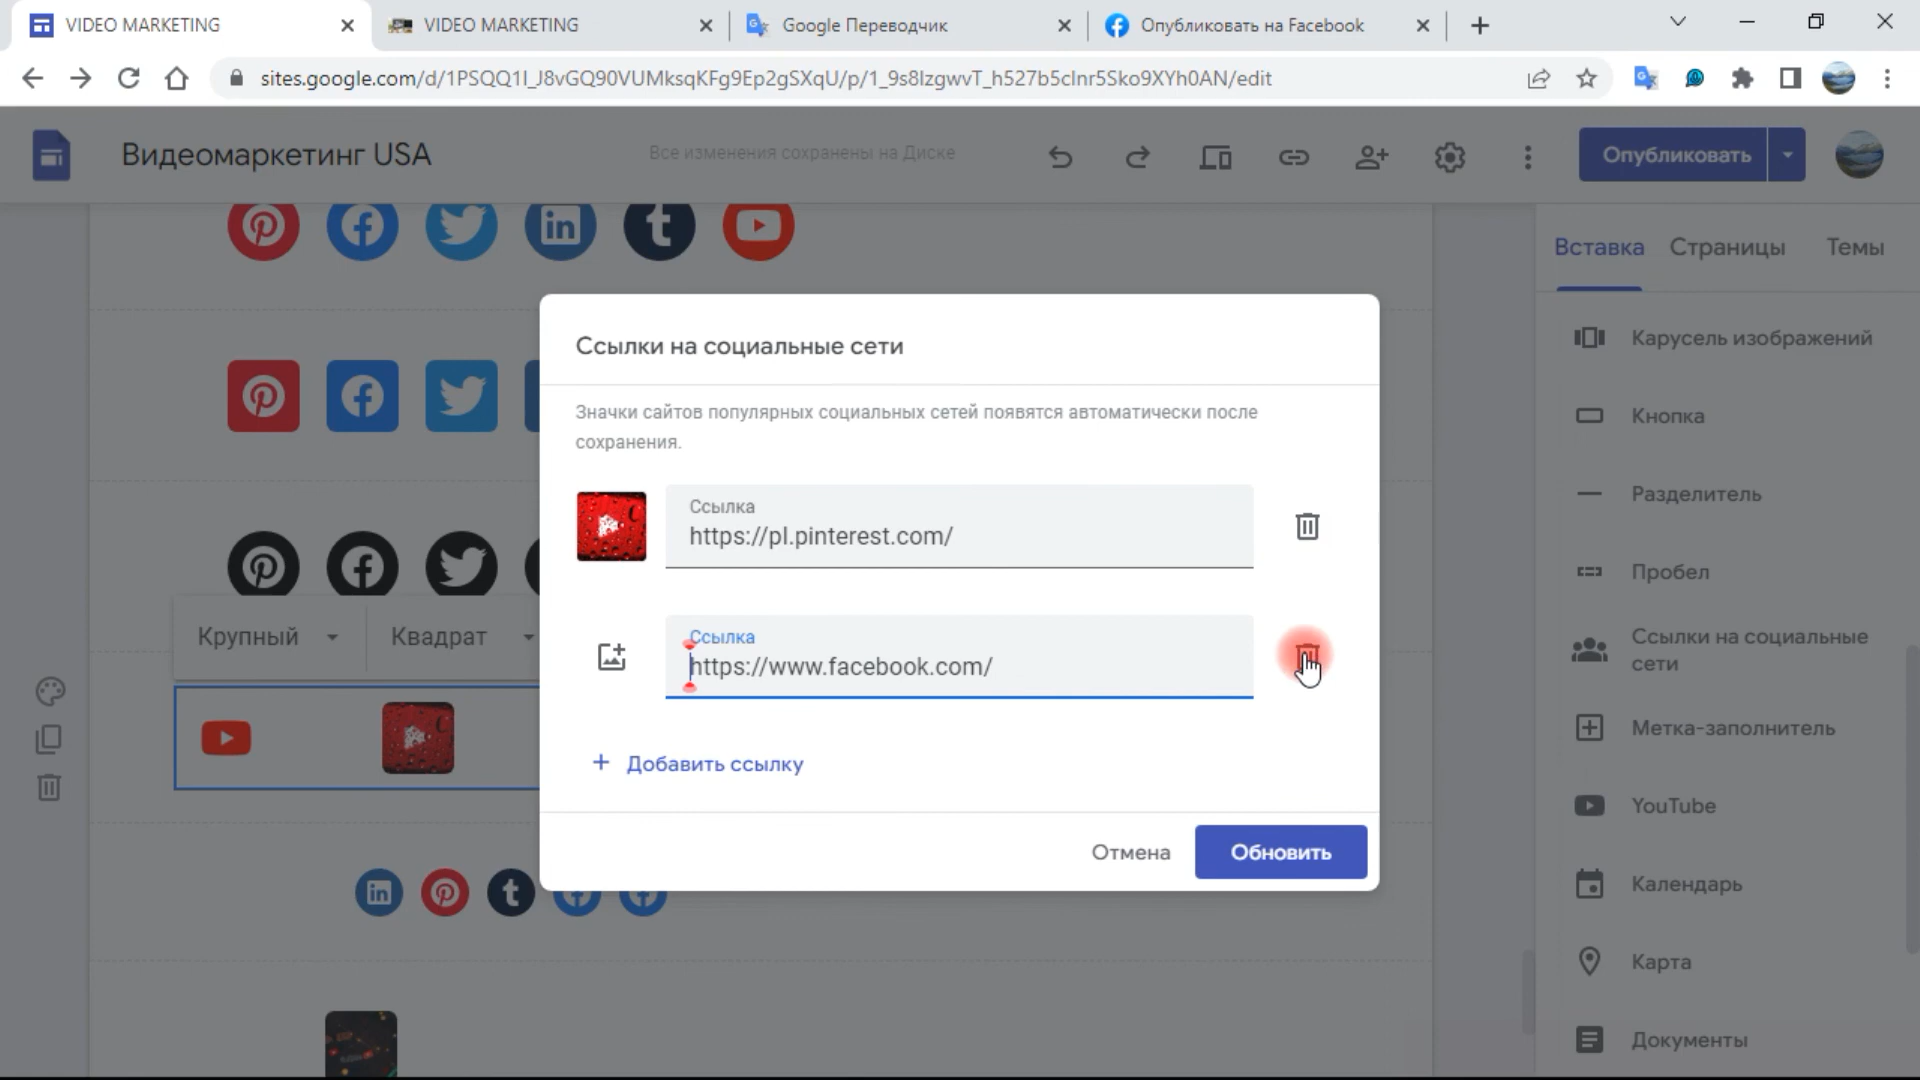 VIDEO MARKETING
VIDEO MARKETING
Google Переводчик
Опубликовать на Facebook
sites.google.com/d/1PSQQ1I_J8vGQ90VUMksqKFg9Ep2gSXqU/p/1_9s8IzgwvT_h527b5cInr5Sko9XYh0AN/edit
Видеомаркетинг USA
Все изменения сохранены на Диске
Опубликовать
Вставка
Страницы
Темы
Ссылки на социальные сети
Значки сайтов популярных социальных сетей появятся автоматически после
сохранения.
Ссылка
https://pl.pinterest.com/
Ссылка
https://www.facebook.com/
Добавить ссылку
Отмена
Обновить
Крупный
Квадрат
Карусель изображений
Кнопка
Разделитель
Пробел
Ссылки на социальные
сети
Метка-заполнитель
YouTube
Календарь
Карта
Документы